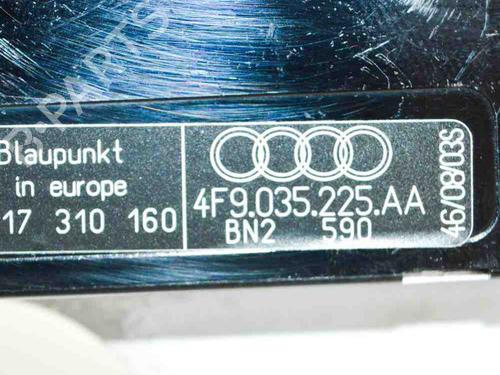 Blaupunkt
in europe
17 310 160
4F9.035.225.AA
BN2 590
46/08/03S